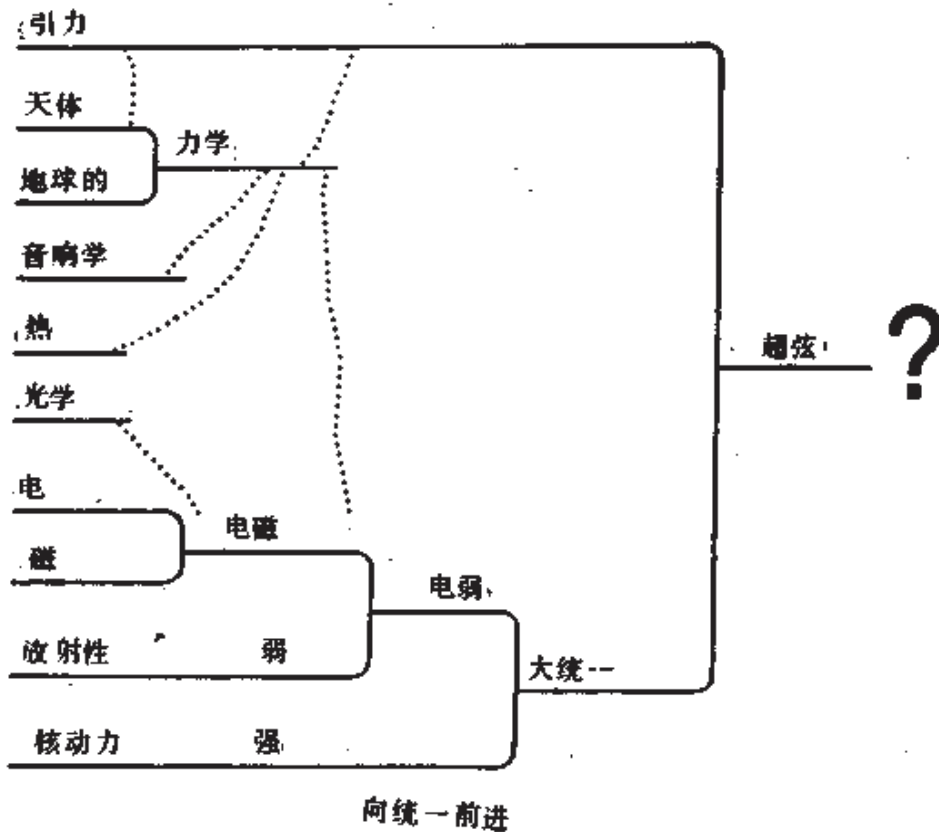 引力
天体
力学
地球的
音响学
热
超弦
?
光学
电
电磁
磁
电弱
放射性 弱
大统一
核动力 强
向统一前进